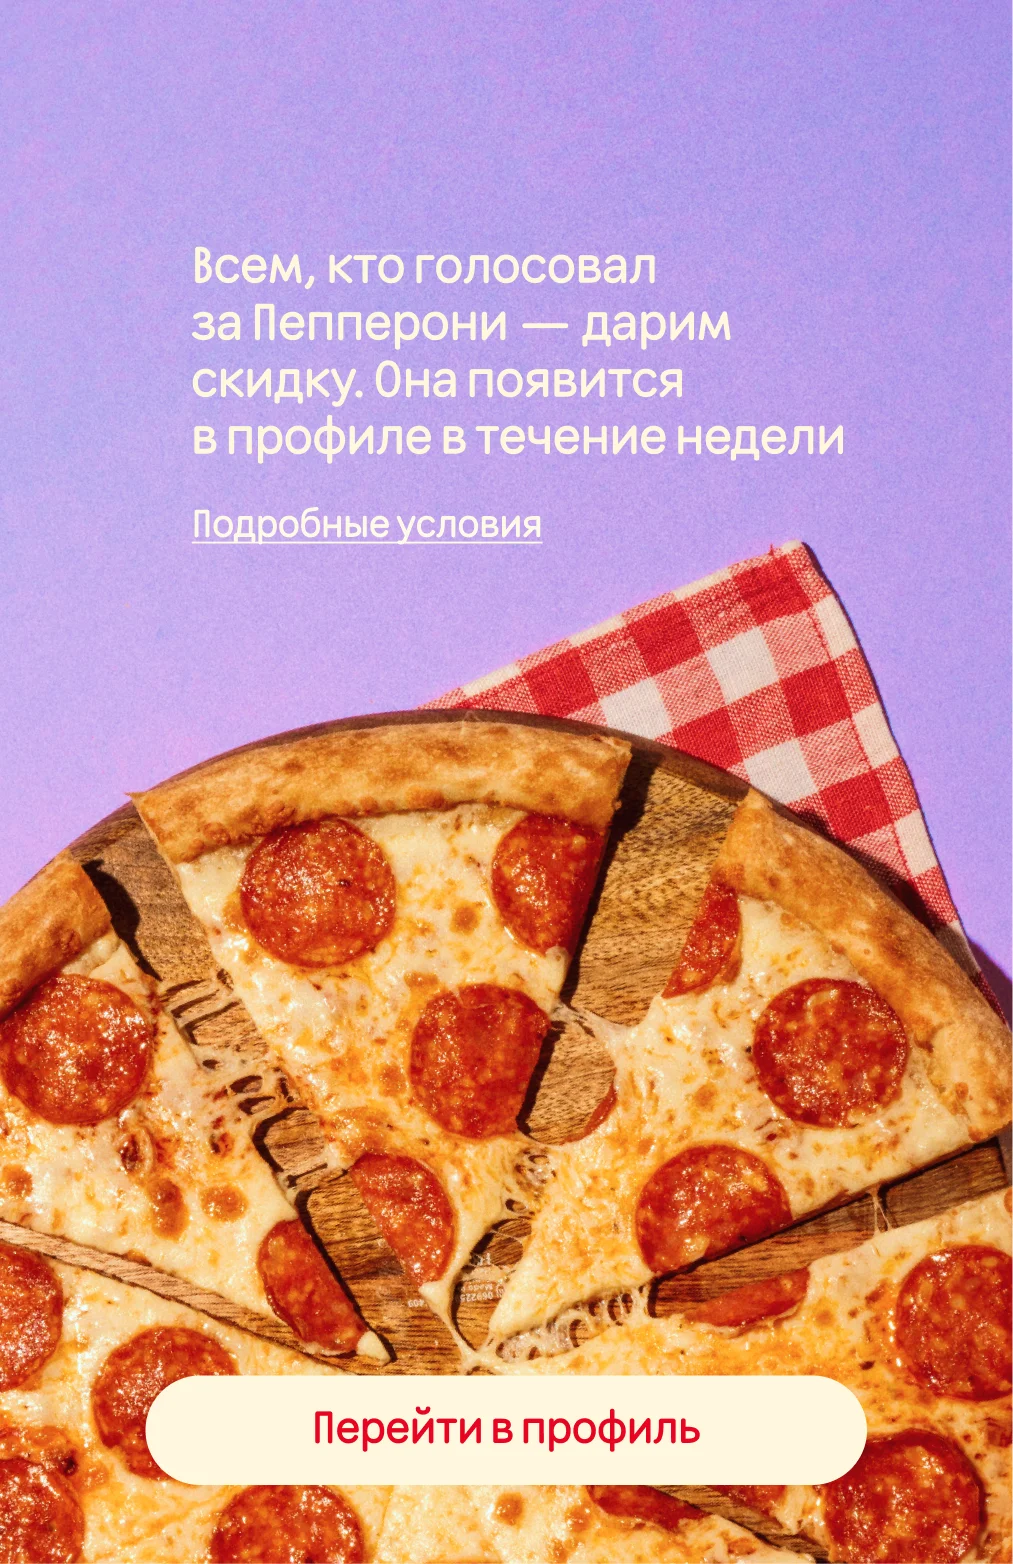 Всем, кто голосовал
за Пепперони — дарим
скидку. Она появится
в профиле в течение недели
Подробные условия
Перейти в профиль